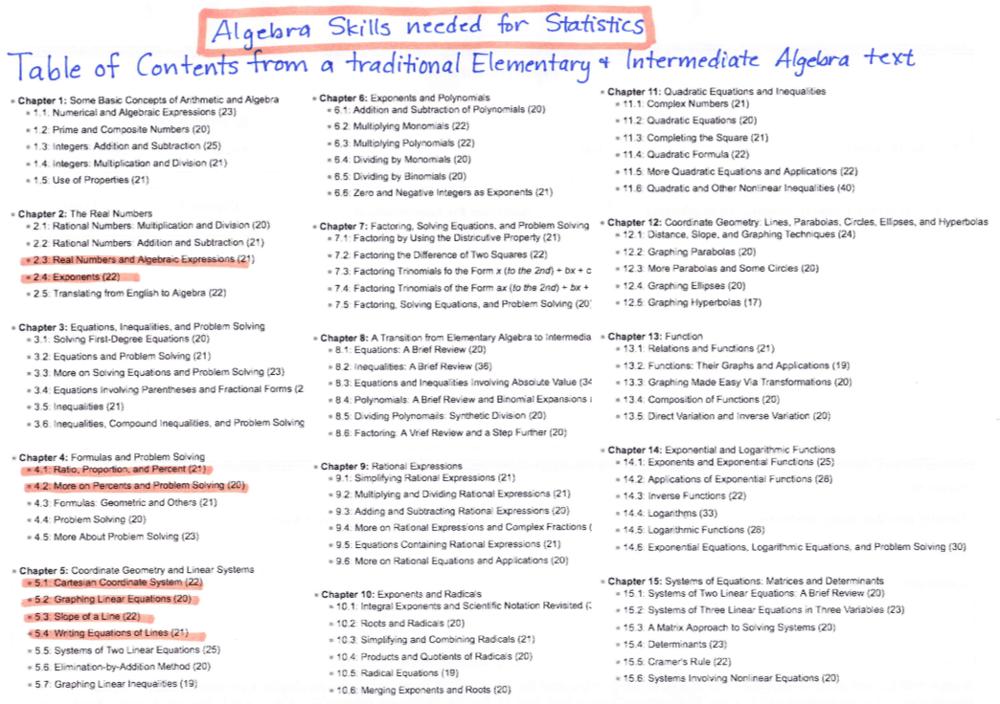 Algebra Skills needed for Statistics
Table of Contents from a traditional Elementary & Intermediate Algebra text
Chapter 1: Some Basic Concepts of Arithmetic and Algebra
1.1: Numerical and Algebraic Expressions (23)
1.2: Prime and Composite Numbers (20)
1.3: Integers: Addition and Subtraction (25)
1.4: Integers: Multiplication and Division (21)
1.5: Use of Properties (21)
Chapter 2: The Real Numbers
2.1: Rational Numbers: Multiplication and Division (20)
2.2: Rational Numbers: Addition and Subtraction (21)
2.3: Real Numbers and Algebraic Expressions (21)
2.4: Exponents (22)
2.5: Translating from English to Algebra (22)
Chapter 3: Equations, Inequalities, and Problem Solving
3.1: Solving First-Degree Equations (20)
3.2: Equations and Problem Solving (21)
3.3: More on Solving Equations and Problem Solving (23)
3.4: Equations Involving Parentheses and Fractional Forms (2
3.5: Inequalities (21)
3.6: Inequalities, Compound Inequalities, and Problem Solving
Chapter 4: Formulas and Problem Solving
4.1: Ratio, Proportion, and Percent (21)
4.2: More on Percents and Problem Solving (20)
4.3: Formulas: Geometric and Others (21)
4.4: Problem Solving (20)
4.5: More About Problem Solving (23)
Chapter 5: Coordinate Geometry and Linear Systems
5.1: Cartesian Coordinate System (22)
5.2: Graphing Linear Equations (20)
5.3: Slope of a Line (22)
5.4: Writing Equations of Lines (21)
5.5: Systems of Two Linear Equations (25)
5.6: Elimination-by-Addition Method (20)
5.7: Graphing Linear Inequalities (19)
Chapter 6: Exponents and Polynomials
6.1: Addition and Subtraction of Polynomials (20)
6.2: Multiplying Monomials (22)
6.3: Multiplying Polynomials (22)
6.4: Dividing by Monomials (20)
6.5: Dividing by Binomials (20)
6.6: Zero and Negative Integers as Exponents (21)
Chapter 7: Factoring, Solving Equations, and Problem Solving
7.1: Factoring by Using the Districutive Property (21)
7.2: Factoring the Difference of Two Squares (22)
7.3: Factoring Trinomials fo the Form x (to the 2nd) + bx + c
7.4: Factoring Trinomials of the Form ax (to the 2nd) + bx +
7.5 Factoring, Solving Equations, and Problem Solving (20
Chapter 8: A Transition from Elementary Algebra to Intermedia
8.1: Equations: A Brief Review (20)
8.2: Inequalities: A Brief Review (36)
8.3: Equations and Inequalities Involving Absolute Value (34
8.4: Polynomials: A Brief Review and Binomial Expansions
8.5: Dividing Polynomails: Synthetic Division (20)
8.6: Factoring: A Vrief Review and a Step Further (20)
Chapter 9: Rational Expressions
9.1: Simplifying Rational Expressions (21)
9.2: Multiplying and Dividing Rational Expressions (21)
9.3: Adding and Subtracting Rational Expressions (20)
9.4: More on Rational Expressions and Complex Fractions (
9.5: Equations Containing Rational Expressions (21)
9.6: More on Rational Equations and Applications (20)
Chapter 10: Exponents and Radicals
10.1: Integral Exponents and Scientific Notation Revisited (
10.2: Roots and Radicals (20)
10.3: Simplifying and Combining Radicals (21)
10.4: Products and Quotients of Radicals (20)
10.5: Radical Equations (19)
10.6: Merging Exponents and Roots (20)
Chapter 11: Quadratic Equations and Inequalities
11.1: Complex Numbers (21)
11.2: Quadratic Equations (20)
11.3: Completing the Square (21)
11.4: Quadratic Formula (22)
11.5: More Quadratic Equations and Applications (22)
11.6 Quadratic and Other Nonlinear Inequalities (40)
Chapter 12: Coordinate Geometry: Lines, Parabolas, Circles, Ellipses, and Hyperbolas
12.1: Distance, Slope, and Graphing Techniques (24)
12.2: Graphing Parabolas (20)
12.3: More Parabolas and Some Circles (20)
12.4: Graphing Ellipses (20)
12.5: Graphing Hyperbolas (17)
Chapter 13: Function
13.1: Relations and Functions (21)
13.2: Functions: Their Graphs and Applications (19)
13.3: Graphing Made Easy Via Transformations (20)
13.4: Composition of Functions (20)
13.5: Direct Variation and Inverse Variation (20)
Chapter 14: Exponential and Logarithmic Functions
14.1: Exponents and Exponential Functions (25)
14.2: Applications of Exponential Functions (26)
14.3: Inverse Functions (22)
14.4: Logarithms (33)
14.5: Logarithmic Functions (26)
14.6: Exponential Equations, Logarithmic Equations, and Problem Solving (30)
Chapter 15: Systems of Equations: Matrices and Determinants
15.1: Systems of Two Linear Equations: A Brief Review (20)
15.2: Systems of Three Linear Equations in Three Variables (23)
15.3: A Matrix Approach to Solving Systems (20)
15.4: Determinants (23)
15.5: Cramer's Rule (22)
15.6: Systems Involving Nonlinear Equations (20)